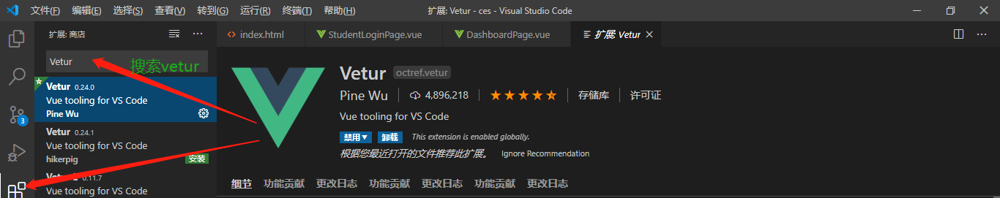 文件(F) 编辑(E) 选择(S) 查看(V) 转到(G) 运行(R) 终端(T) 帮助(H) 扩展: Vetur - ces - Visual Studio Code
扩展: 商店
index.html StudentLoginPage.vue DashboardPage.vue 扩展: Vetur
Vetur
搜索vetur
Vetur 0.24.0
Vue tooling for VS Code
Pine Wu
3
Vetur 0.24.1
Vue tooling for VS Code
hikerpig 安装
0.11.7
Vue tooling for VS Code
Vetur octref.vetur
Pine Wu 4,896,218 存储库 许可证
Vue tooling for VS Code
禁用 卸载 This extension is enabled globally.
根据您最近打开的文件推荐此扩展。 Ignore Recommendation
细节 功能贡献 更改日志 功能贡献 更改日志 功能贡献 更改日志